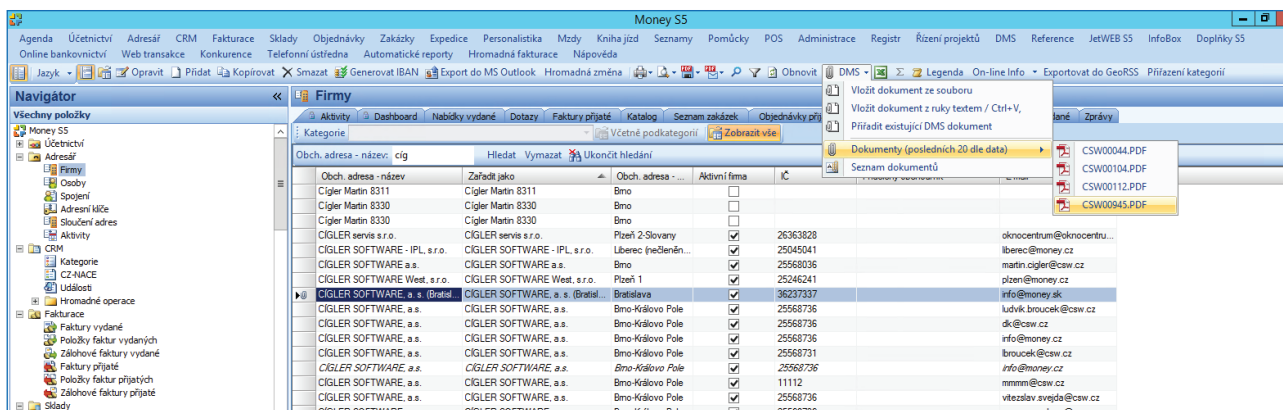 Money S5
Agenda Účetnictví Adresář CRM Fakturace Sklady Objednávky Zakázky Expedice Personalistika Mzdy Kniha jízd Seznamy Pomůcky POS Administrace Registr Řízení projektů DMS Reference JetWEB S5 InfoBox Doplňky S5
Online bankovnictví Web transakce Konkurence Telefonní ústředna Automatické reporty Hromadná fakturace Nápověda
Jazyk Opravit Přidat Kopírovat Smazat Generovat IBAN Export do MS Outlook Hromadná změna Obnovit DMS Σ Legenda On-line Info Exportovat do GeoRSS Přiřazení kategorií
Navigátor « Firmy
Vložit dokument ze souboru
Vložit dokument z ruky textem / Ctrl+V,
Přiřadit existující DMS dokument
Dokumenty (posledních 20 dle data)
Seznam dokumentů
CSW00044.PDF
CSW00104.PDF
CSW00112.PDF
CSW00945.PDF
Všechny položky
Money S5
Účetnictví
Adresář
Firmy
Osoby
Spojení
Adresní klíče
Sloučení adres
Aktivity
CRM
Kategorie
CZ-NACE
Události
Hromadné operace
Fakturace
Faktury vydané
Položky faktur vydaných
Zálohové faktury vydané
Faktury přijaté
Položky faktur přijatých
Zálohové faktury přijaté
Sklady
Aktivity Dashboard Nabídky vydané Dotazy Faktury přijaté Katalog Seznam zakázek Objednávky při Zprávy
Kategorie Včetně podkategorií Zobrazit vše
Obch. adresa - název: cíg Hledat Vymazat Ukončit hledání
Obch. adresa - název Zařadit jako Obch. adresa - ... Aktivní firma IČ
Cígler Martin 8311 Cígler Martin 8311 Brno
Cígler Martin 8330 Cígler Martin 8330 Brno
Cígler Martin 8330 Cígler Martin 8330 Brno
CÍGLER servis s.r.o. CÍGLER servis s.r.o. Plzeň 2-Slovany 26363828 oknocentrum@oknocentru...
CÍGLER SOFTWARE - IPL, s.r.o. CÍGLER SOFTWARE - IPL, s.r.o. Liberec (nečleněn... 25045041 liberec@money.cz
CÍGLER SOFTWARE a.s. CÍGLER SOFTWARE a.s. Brno 25568036 martin.cigler@csw.cz
CÍGLER SOFTWARE West, s.r.o. CÍGLER SOFTWARE West, s.r.o. Plzeň 1 25246241 plzen@money.cz
CÍGLER SOFTWARE, a. s. (Bratisl... CÍGLER SOFTWARE, a. s. (Bratisl... Bratislava 36237337 info@money.sk
CÍGLER SOFTWARE, a.s. CÍGLER SOFTWARE, a.s. Brno-Královo Pole 25568736 ludvik.broucek@csw.cz
CÍGLER SOFTWARE, a.s. CÍGLER SOFTWARE, a.s. Brno-Královo Pole 25568736 dk@csw.cz
CÍGLER SOFTWARE, a.s. CÍGLER SOFTWARE, a.s. Brno-Královo Pole 25568736 info@money.cz
CÍGLER SOFTWARE, a.s. CÍGLER SOFTWARE, a.s. Brno-Královo Pole 25568731 lbroucek@csw.cz
CÍGLER SOFTWARE, a.s. CÍGLER SOFTWARE, a.s. Brno-Královo Pole 25568736 info@money.cz
CÍGLER SOFTWARE, a.s. CÍGLER SOFTWARE, a.s. Brno-Královo Pole 11112 mmmm@csw.cz
CÍGLER SOFTWARE, a.s. CÍGLER SOFTWARE, a.s. Brno-Královo Pole 25568736 vitezslav.svejda@csw.cz